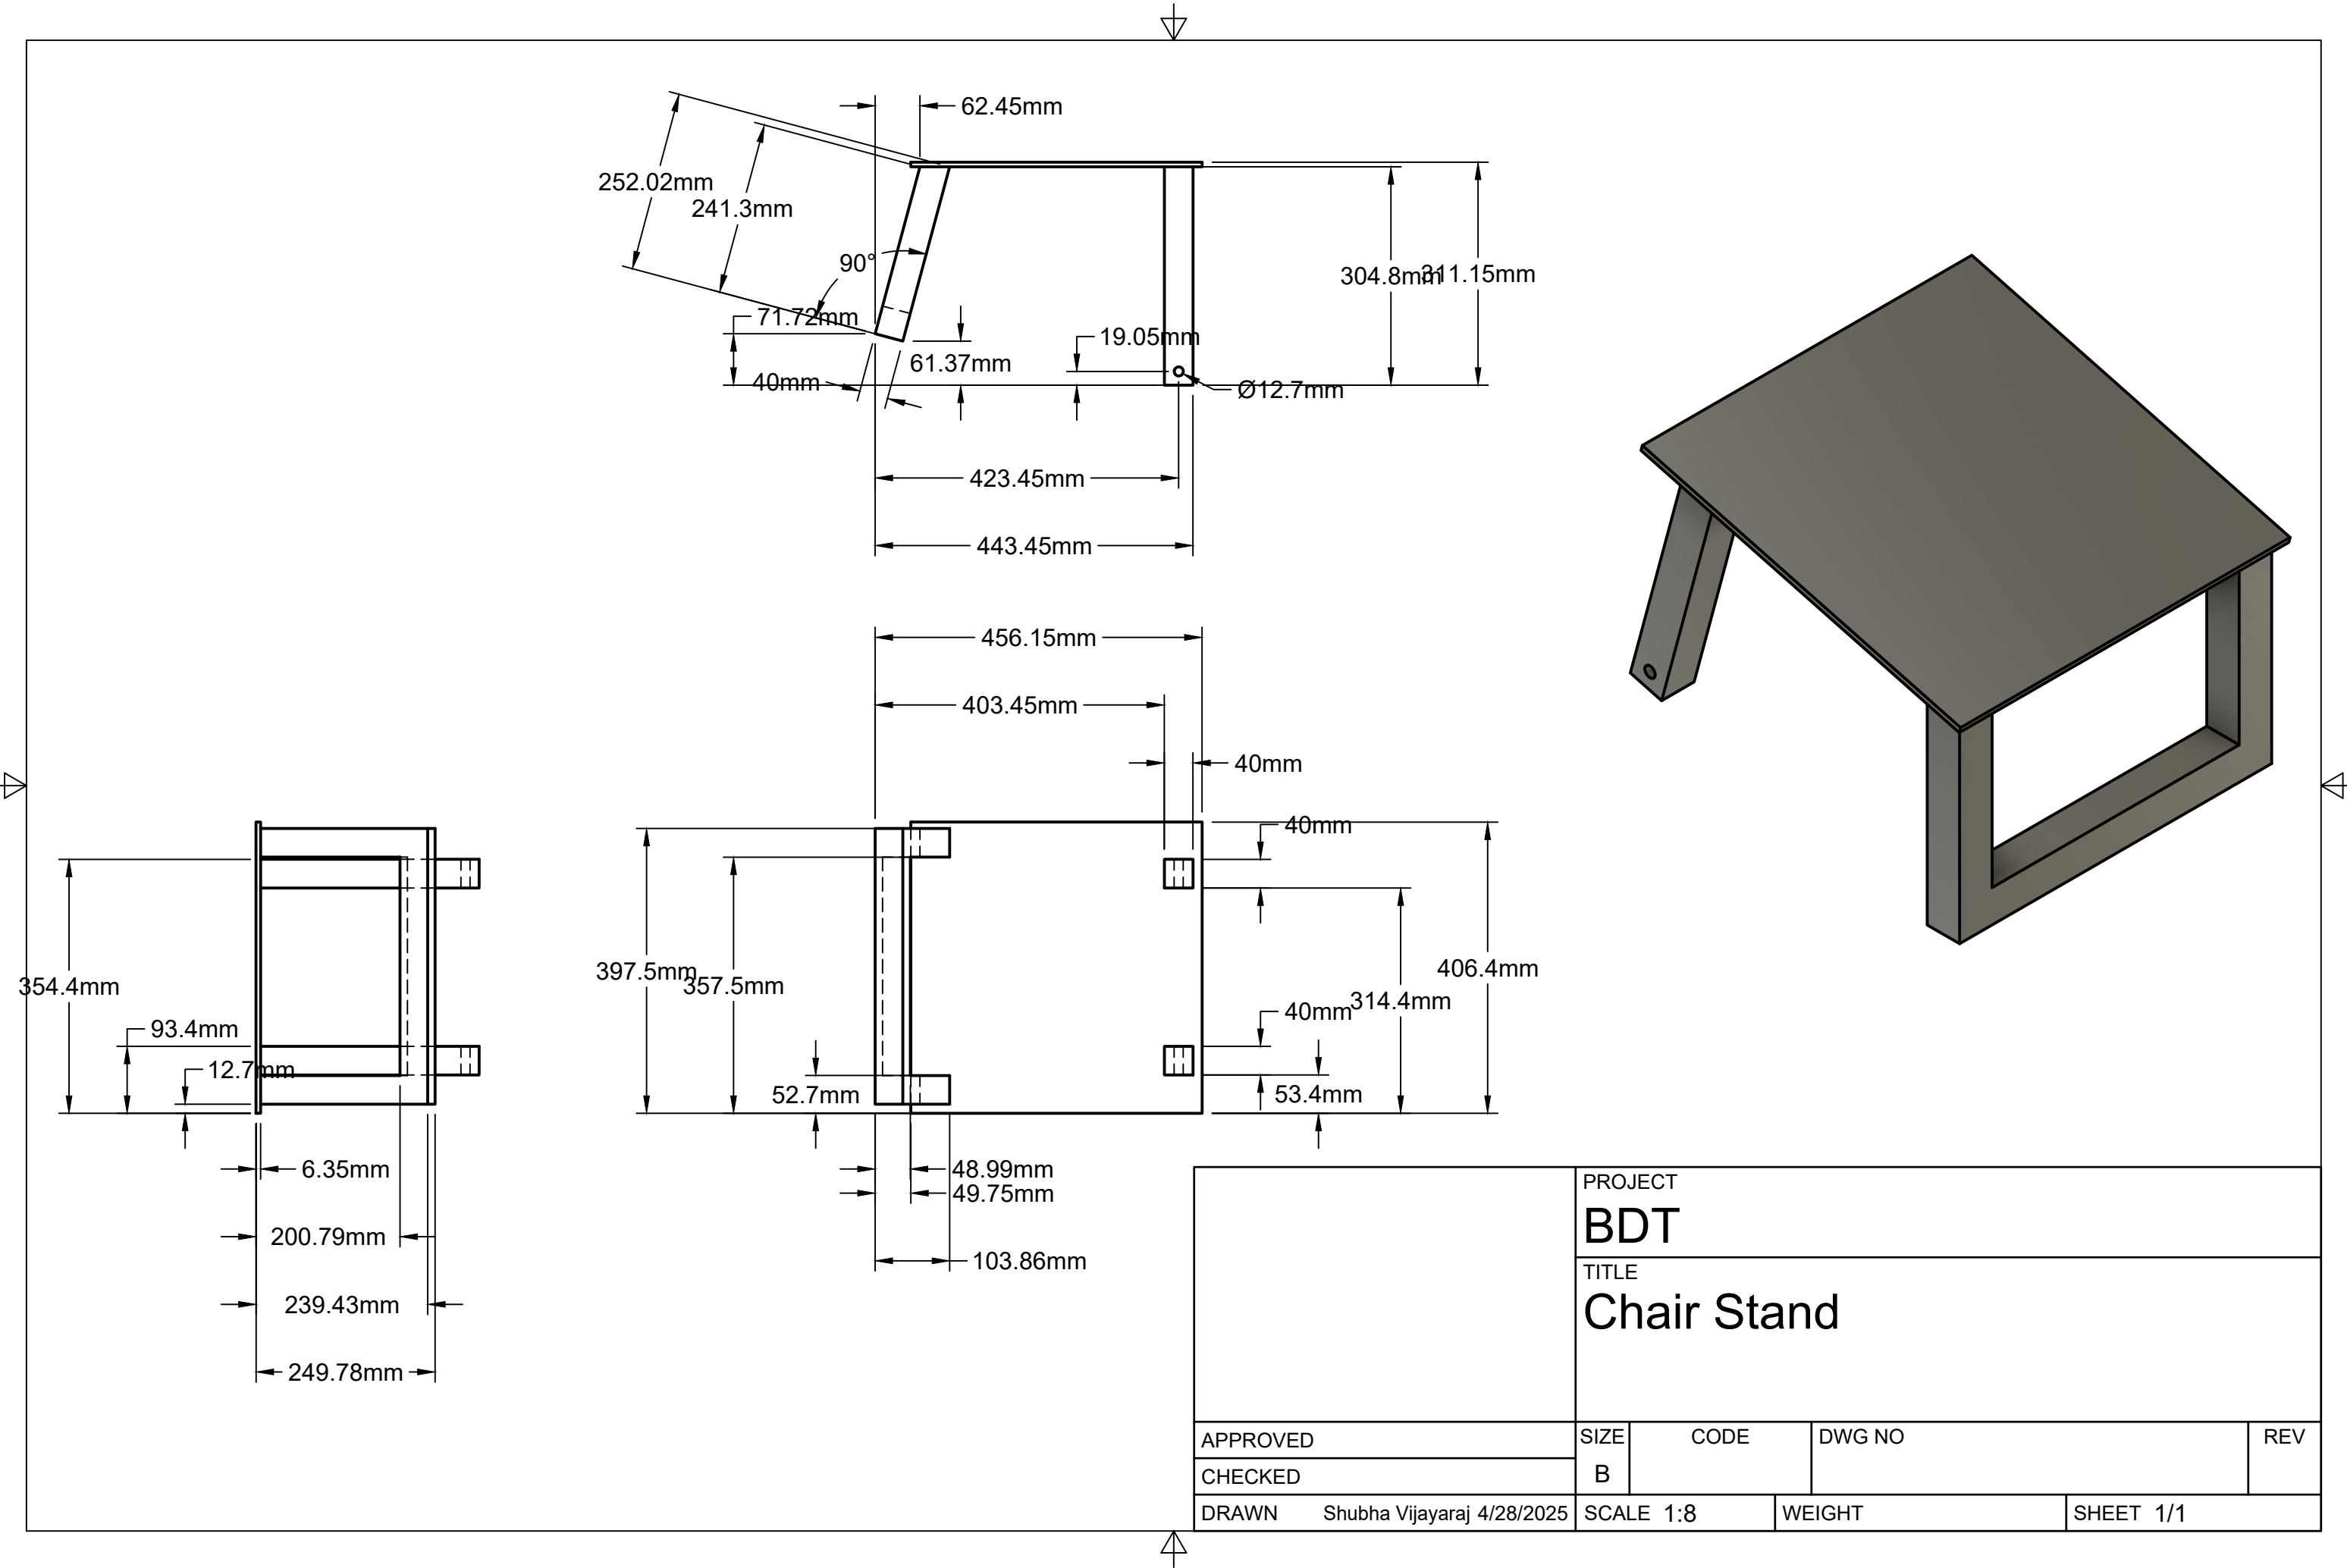 62.45mm
252.02mm
241.3mm
90°
71.72mm
40mm
61.37mm
19.05mm
Ø12.7mm
304.8mm
311.15mm
423.45mm
443.45mm
456.15mm
403.45mm
40mm
40mm
397.5mm
357.5mm
406.4mm
314.4mm
40mm
52.7mm
53.4mm
48.99mm
49.75mm
103.86mm
354.4mm
93.4mm
12.7mm
6.35mm
200.79mm
239.43mm
249.78mm
PROJECT
BDT
TITLE
Chair Stand
APPROVED
CHECKED
DRAWN Shubha Vijayaraj 4/28/2025
SIZE
B
CODE
DWG NO
REV
SCALE 1:8
WEIGHT
SHEET 1/1